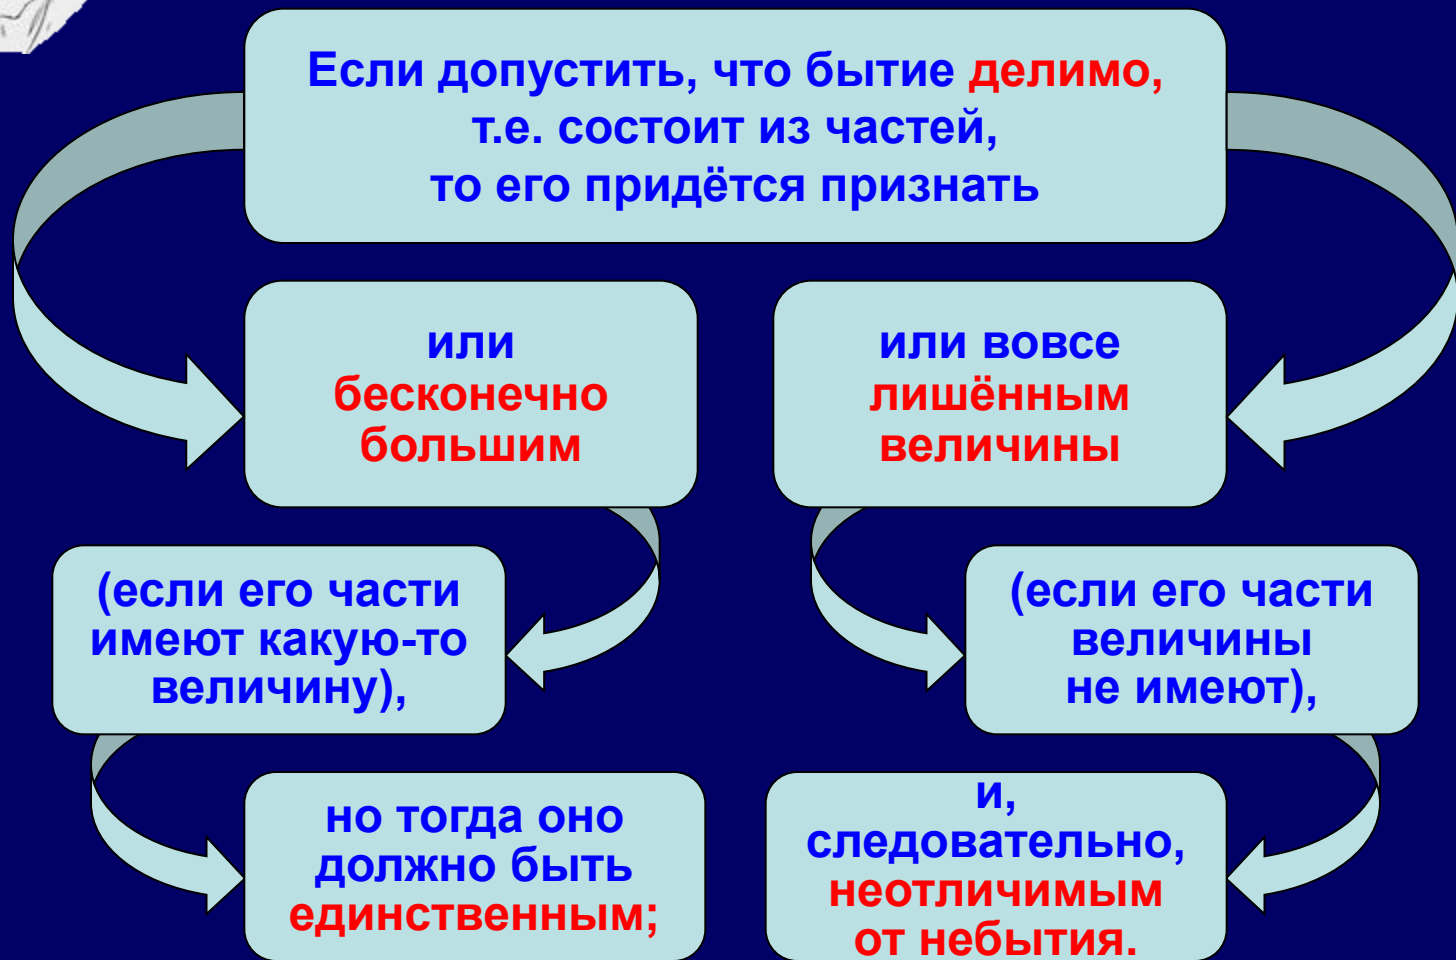 Если допустить, что бытие делимо,
т.е. состоит из частей,
то его придётся признать
или
бесконечно
большим
(если его части
имеют какую-то
величину),
но тогда оно
должно быть
единственным;
или вовсе
лишённым
величины
(если его части
величины
не имеют),
и,
следовательно,
неотличимым
от небытия.